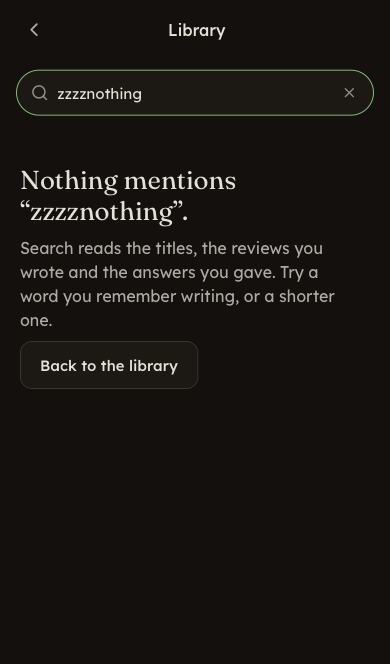 Library
zzzznothing
Nothing mentions
“zzzznothing”.
Search reads the titles, the reviews you
wrote and the answers you gave. Try a
word you remember writing, or a shorter
one.
Back to the library